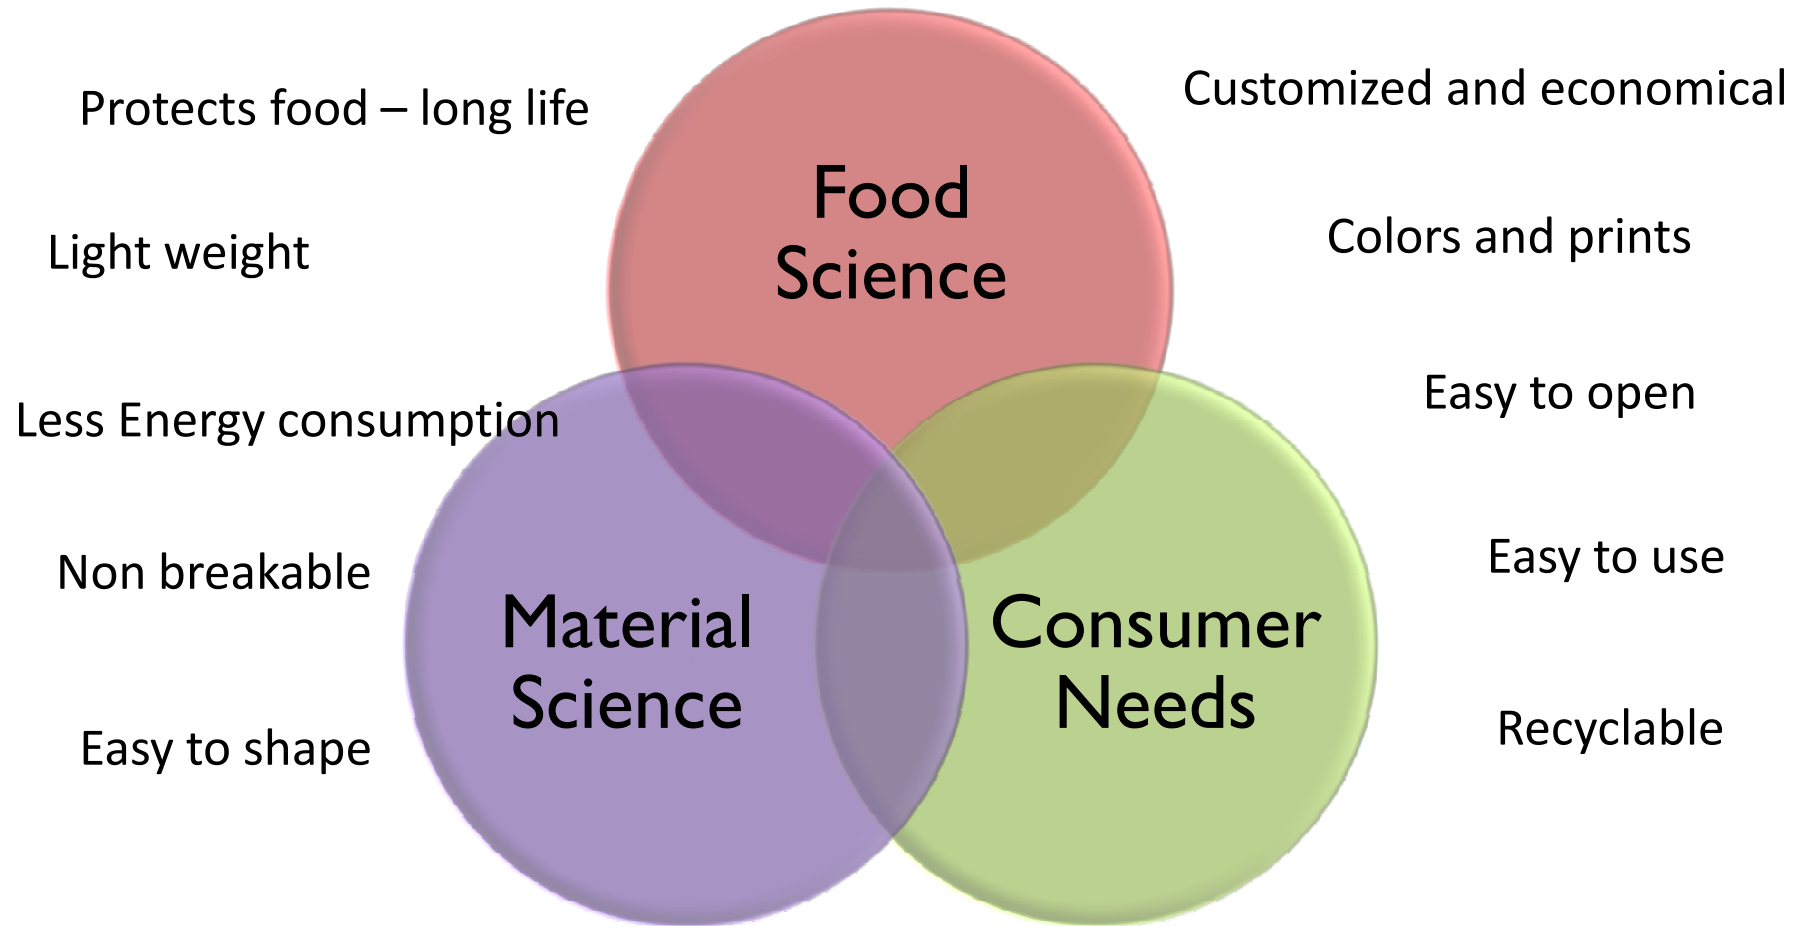 Protects food – long life
Light weight
Less Energy consumption
Non breakable
Easy to shape
Food
Science
Material
Science
Consumer
Needs
Customized and economical
Colors and prints
Easy to open
Easy to use
Recyclable